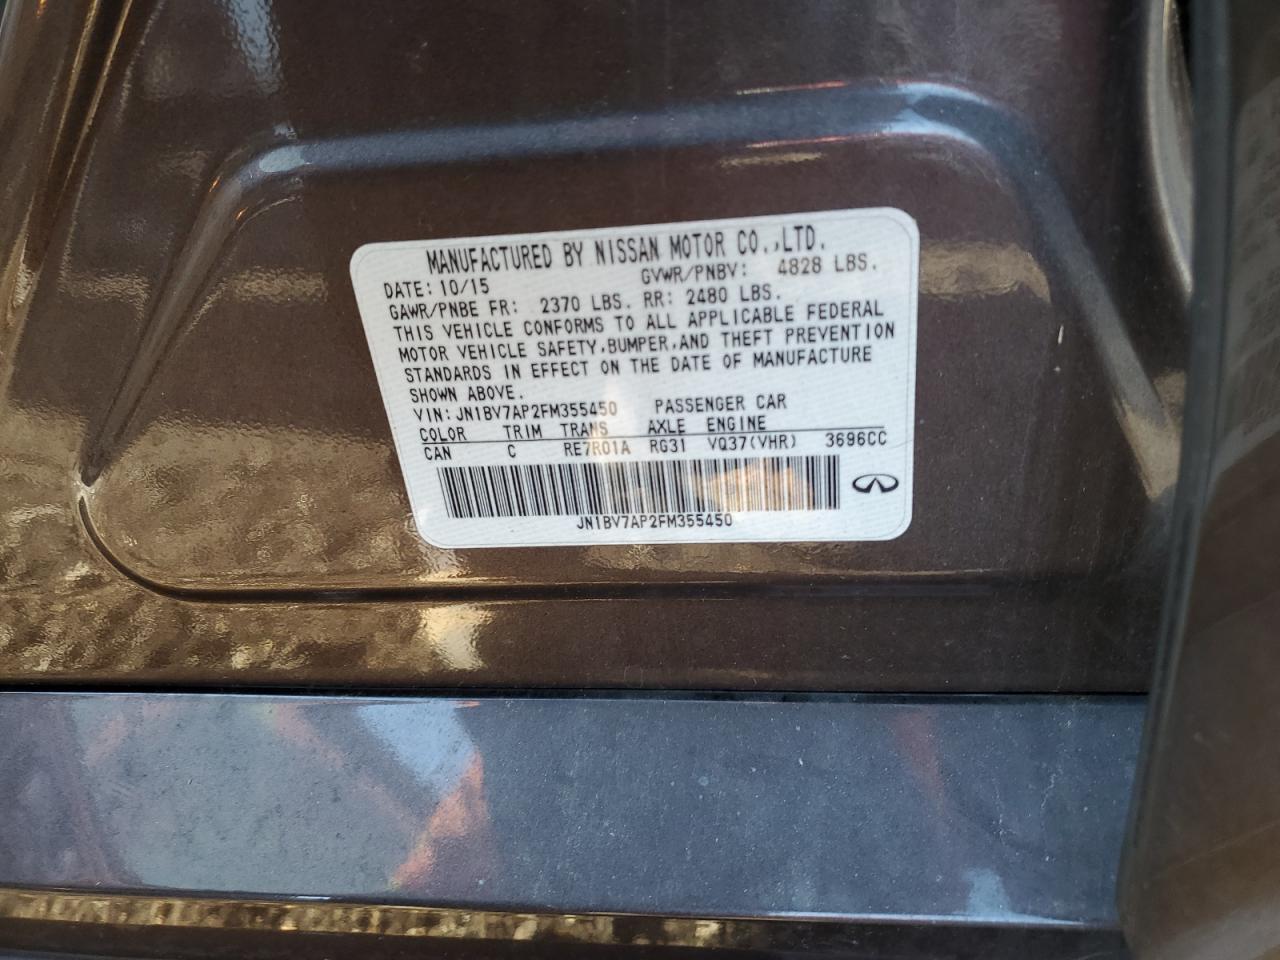 MANUFACTURED BY NISSAN MOTOR CO.,LTD.
DATE: 10/15 GVWR/PNBV: 4828 LBS.
GAWR/PNBE FR: 2370 LBS. RR: 2480 LBS.
THIS VEHICLE CONFORMS TO ALL APPLICABLE FEDERAL
MOTOR VEHICLE SAFETY,BUMPER,AND THEFT PREVENTION
STANDARDS IN EFFECT ON THE DATE OF MANUFACTURE
SHOWN ABOVE.
VIN: JN1BV7AP2FM355450 PASSENGER CAR
COLOR TRIM TRANS AXLE ENGINE
CAN C RE7R01A RG31 VQ37(VHR) 3696CC
JN1BV7AP2FM355450